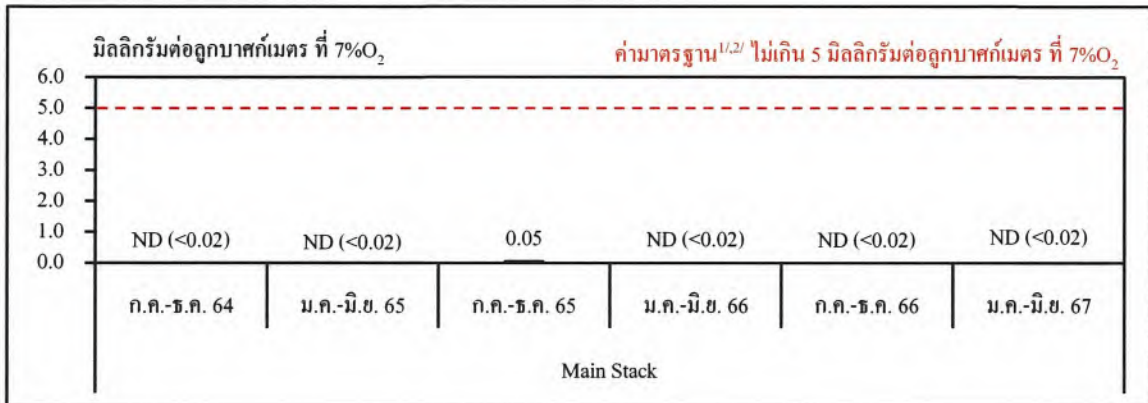 มิลลิกรัมต่อลูกบาศก์เมตร ที่ 7%O₂
ค่ามาตรฐาน¹/,²/ ไม่เกิน 5 มิลลิกรัมต่อลูกบาศก์เมตร ที่ 7%O₂
6.0
5.0
4.0
3.0
2.0
1.0
0.0
ND (<0.02) ND (<0.02) 0.05 ND (<0.02) ND (<0.02) ND (<0.02)
ก.ค.-ธ.ค. 64 ม.ค.-มิ.ย. 65 ก.ค.-ธ.ค. 65 ม.ค.-มิ.ย. 66 ก.ค.-ธ.ค. 66 ม.ค.-มิ.ย. 67
Main Stack